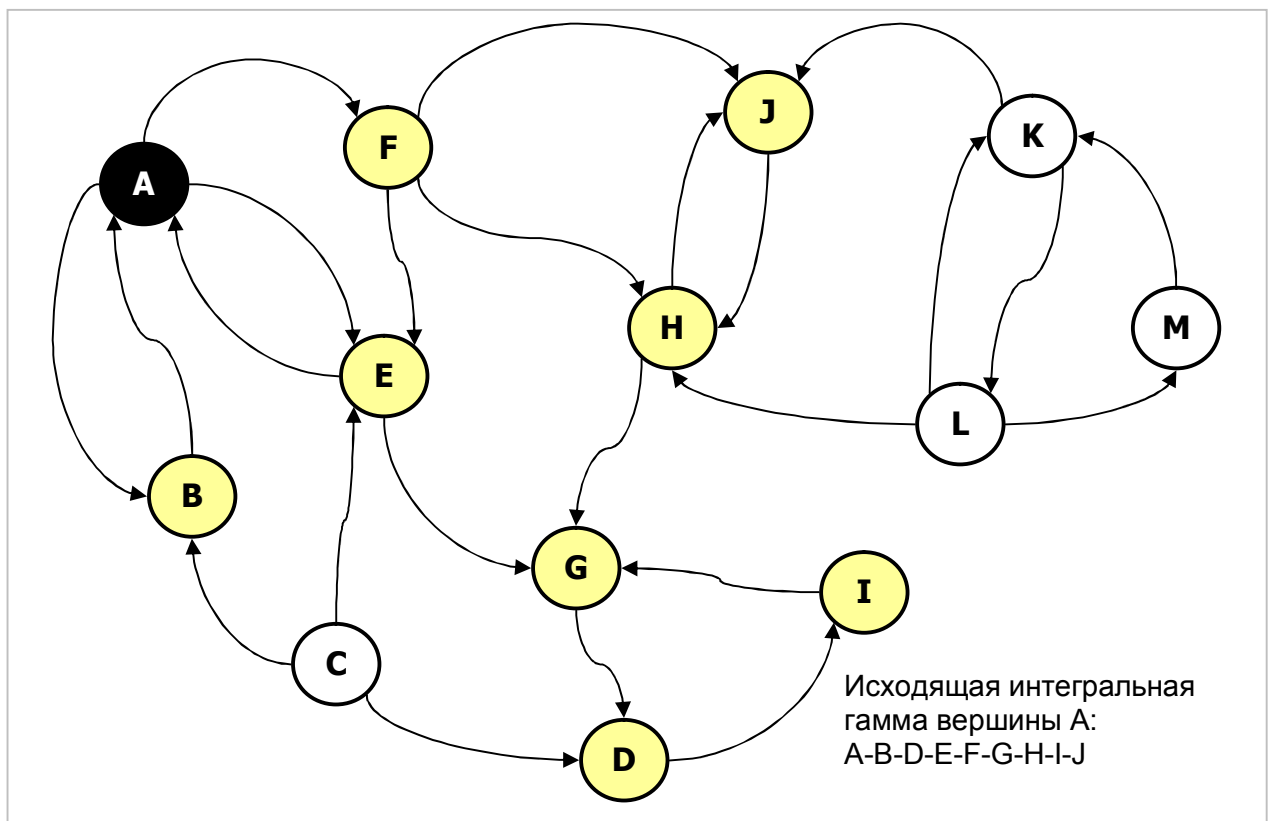 J
K
F
A
H
M
E
L
B
G
I
C
D
Исходящая интегральная
гамма вершины A:
A-B-D-E-F-G-H-I-J